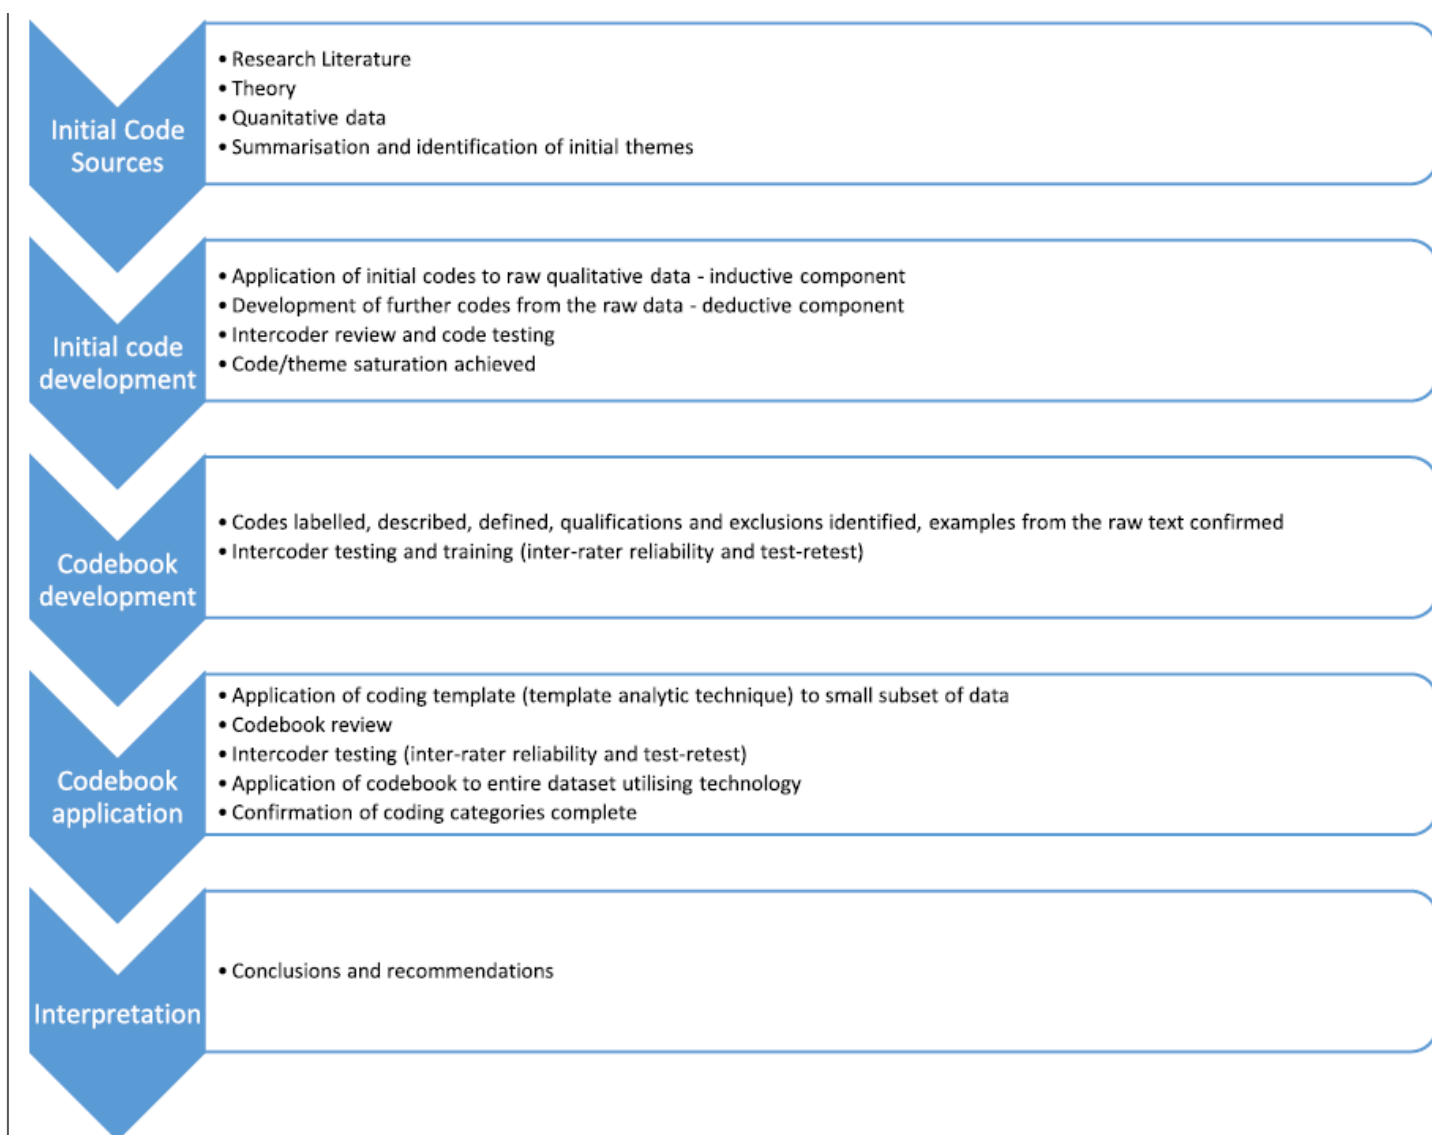 Initial Code
Sources
• Research Literature
• Theory
• Quanitative data
• Summarisation and identification of initial themes
Initial code
development
• Application of initial codes to raw qualitative data - inductive component
• Development of further codes from the raw data - deductive component
• Intercoder review and code testing
• Code/theme saturation achieved
Codebook
development
• Codes labelled, described, defined, qualifications and exclusions identified, examples from the raw text confirmed
• Intercoder testing and training (inter-rater reliability and test-retest)
Codebook
application
• Application of coding template (template analytic technique) to small subset of data
• Codebook review
• Intercoder testing (inter-rater reliability and test-retest)
• Application of codebook to entire dataset utilising technology
• Confirmation of coding categories complete
Interpretation
• Conclusions and recommendations